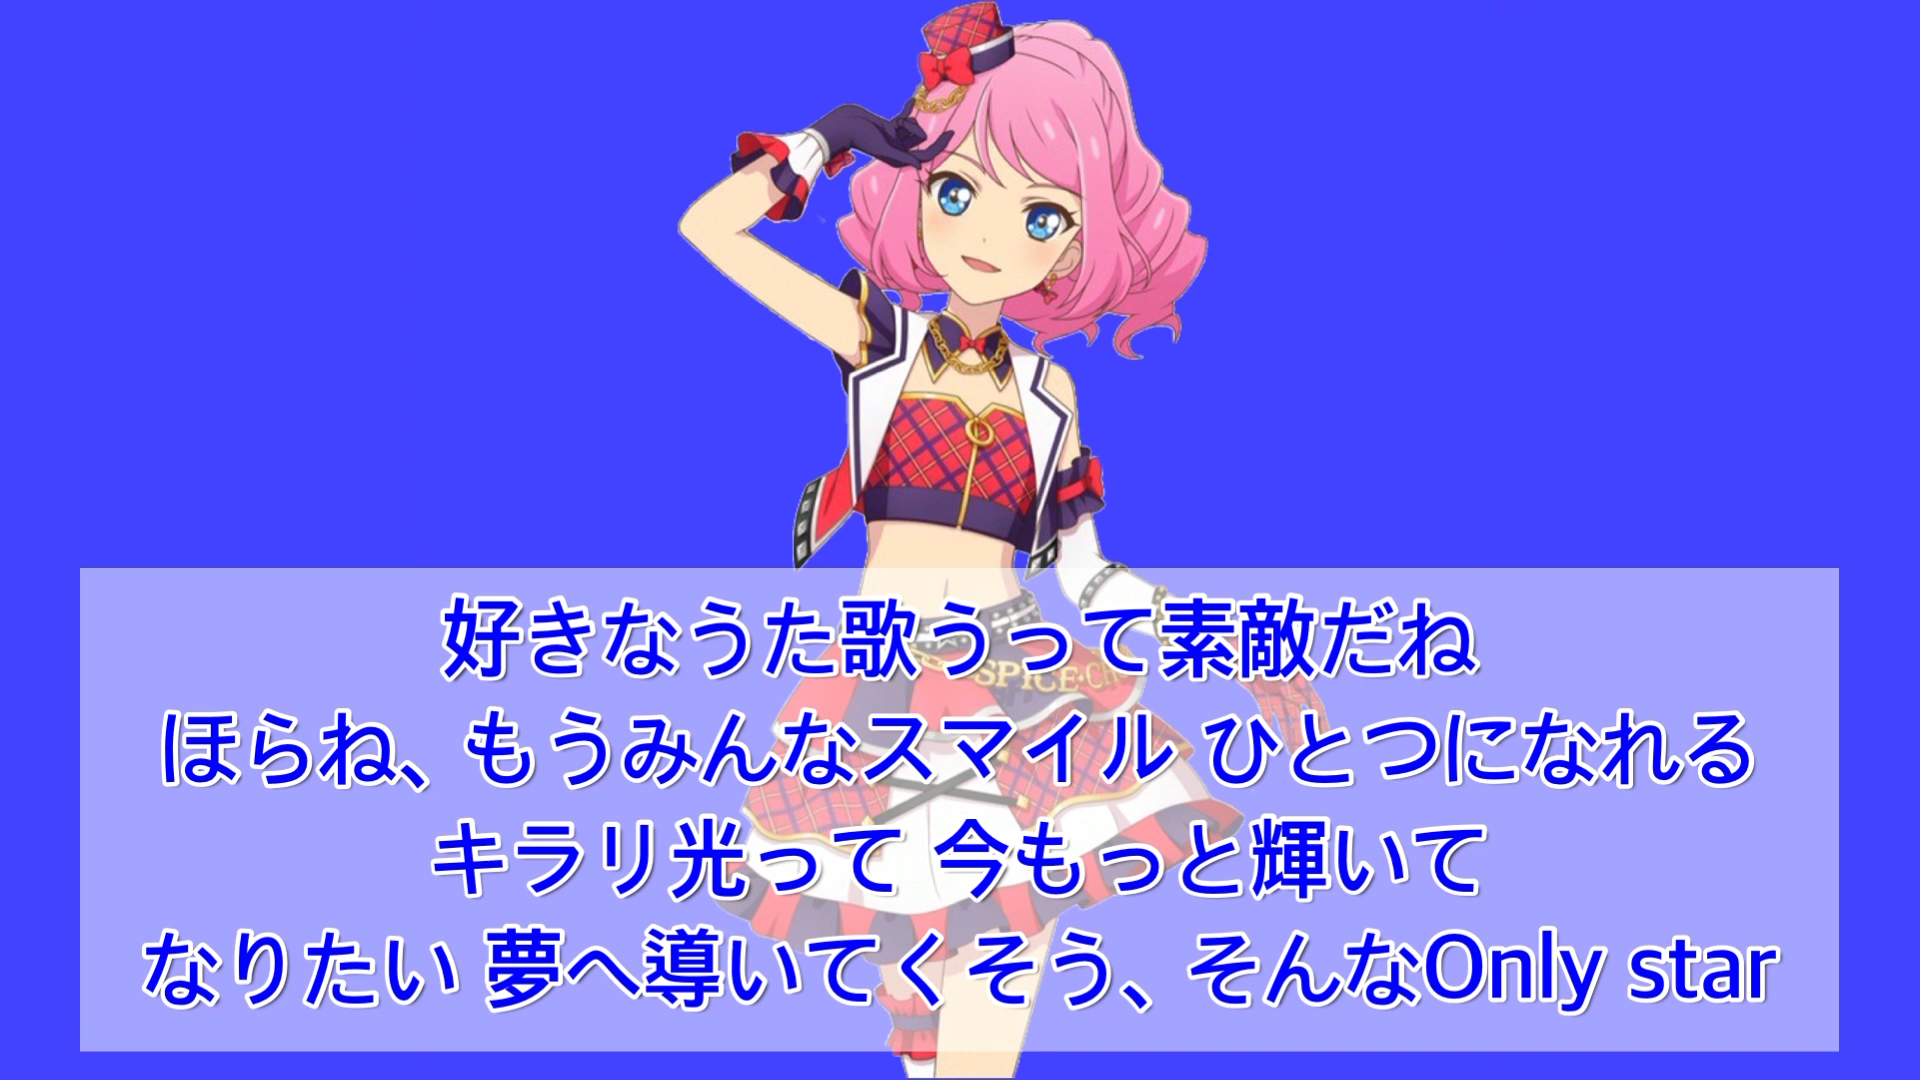 好きなうた歌うって素敵だね
ほらね、もうみんなスマイル ひとつになれる
キラリ光って 今もっと輝いて
なりたい 夢へ導いてくそう、そんなOnly star
SPICE